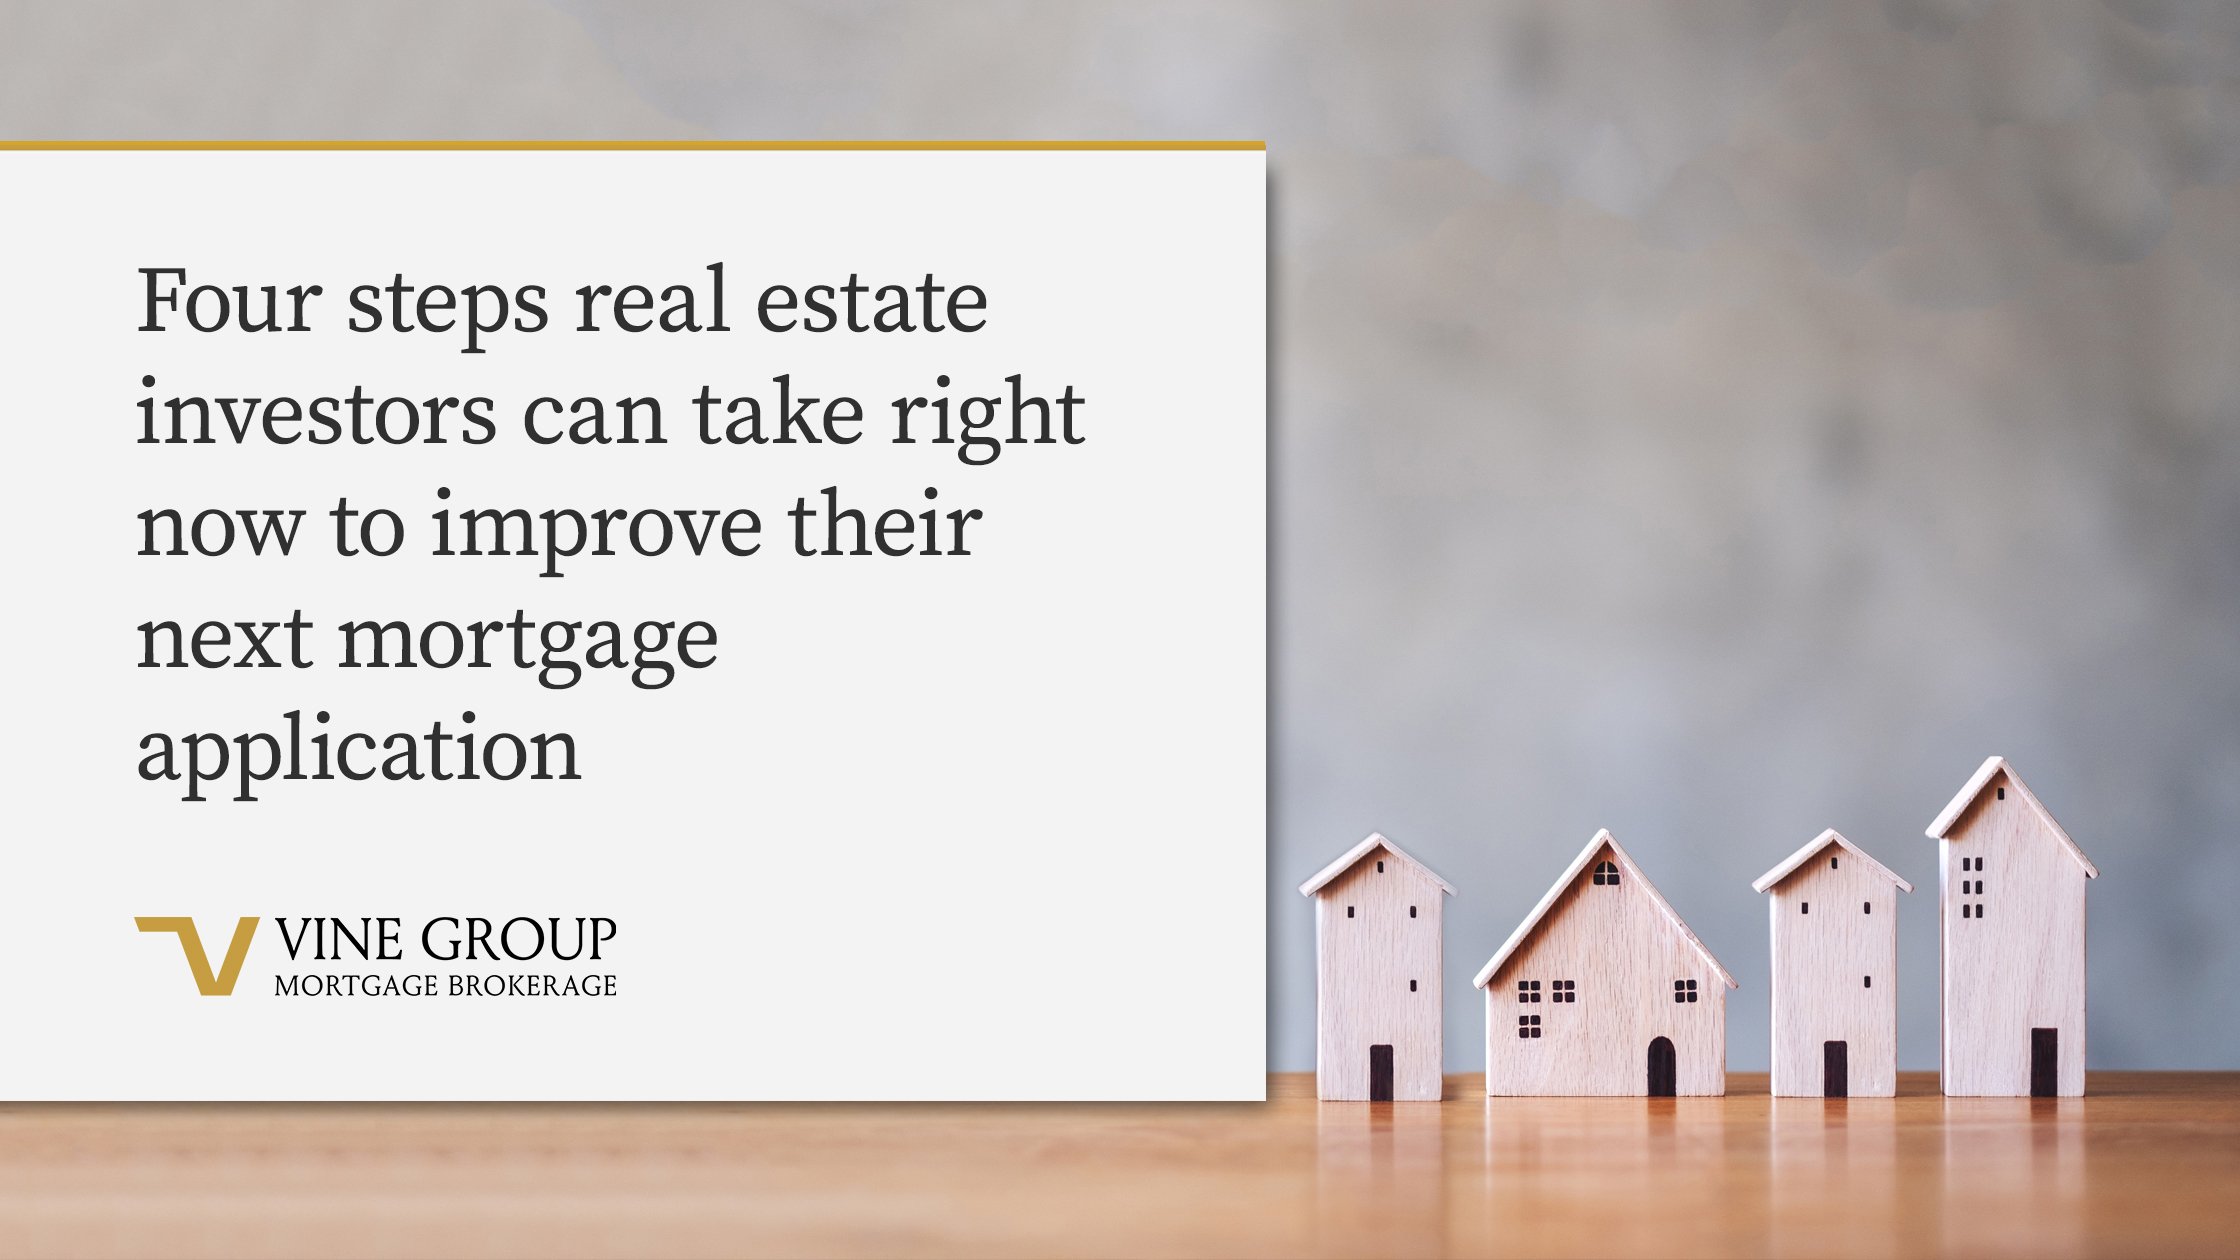 Four steps real estate
investors can take right
now to improve their
next mortgage
application
VINE GROUP
MORTGAGE BROKERAGE